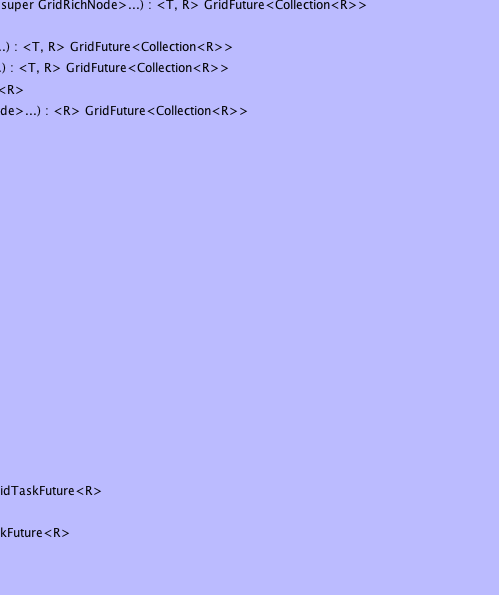 super GridRichNode>...) : <T, R> GridFuture<Collection<R>>
..) : <T, R> GridFuture<Collection<R>>
.) : <T, R> GridFuture<Collection<R>>
<R>
de>...) : <R> GridFuture<Collection<R>>
idTaskFuture<R>
kFuture<R>